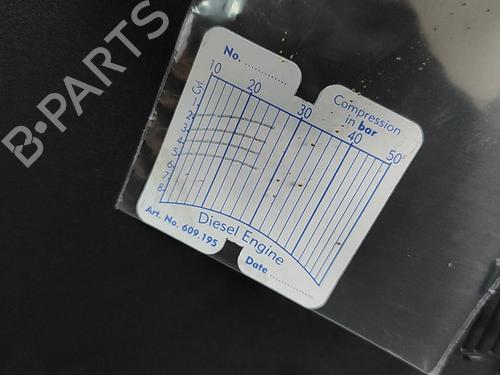 B-PARTS
No. ..............
Compression
in bar
Cyl.
10
20
30
40
50
1
2
3
4
5
6
7
8
Diesel Engine
Art. No. 609.195
Date ..............